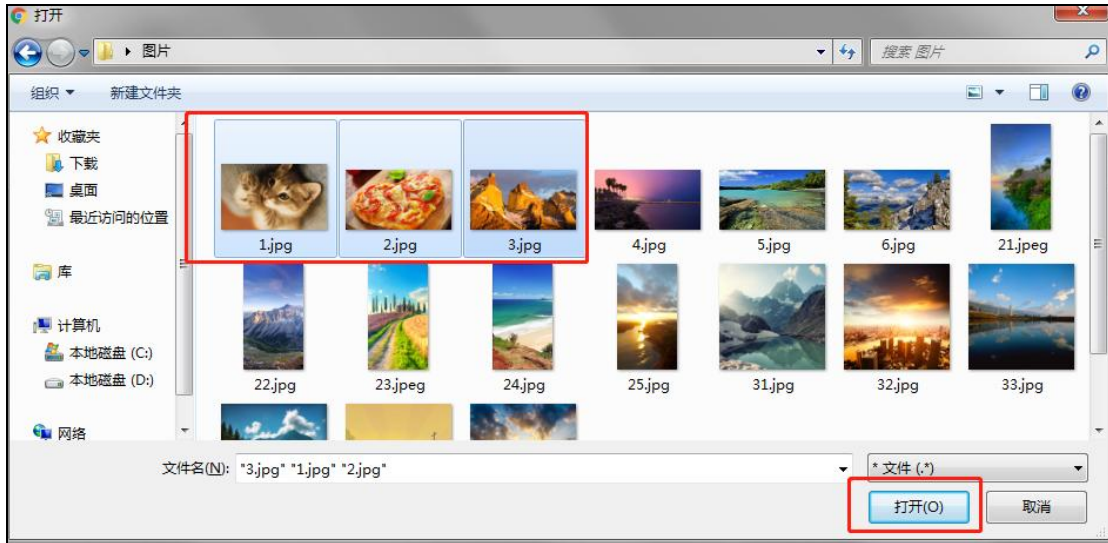 打开
图片
搜索 图片
组织
新建文件夹
收藏夹
下载
桌面
最近访问的位置
库
计算机
本地磁盘 (C:)
本地磁盘 (D:)
网络
1.jpg 2.jpg 3.jpg 4.jpg 5.jpg 6.jpg 21.jpeg
22.jpg 23.jpeg 24.jpg 25.jpg 31.jpg 32.jpg 33.jpg
文件名(N): "3.jpg" "1.jpg" "2.jpg"
* 文件 (.*)
打开(O) 取消